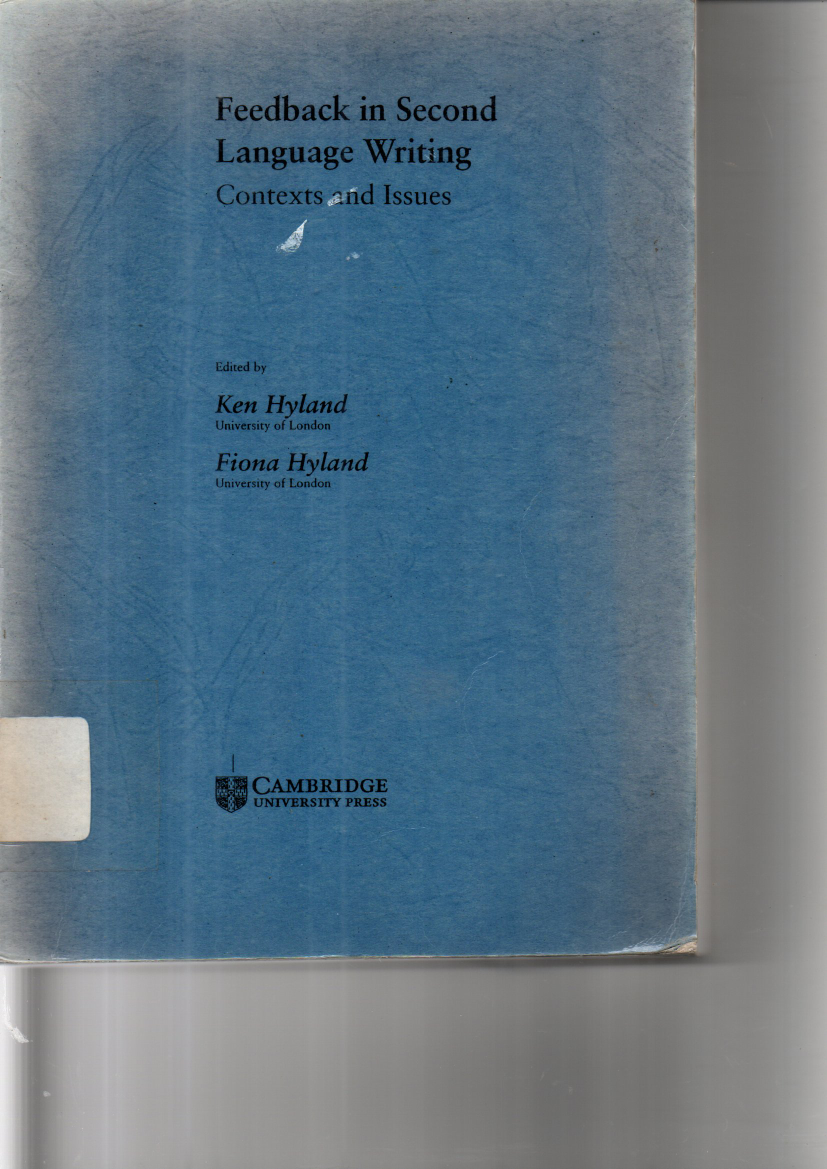 Feedback in Second
Language Writing
Contexts and Issues
Edited by
Ken Hyland
University of London
Fiona Hyland
University of London
CAMBRIDGE
UNIVERSITY PRESS